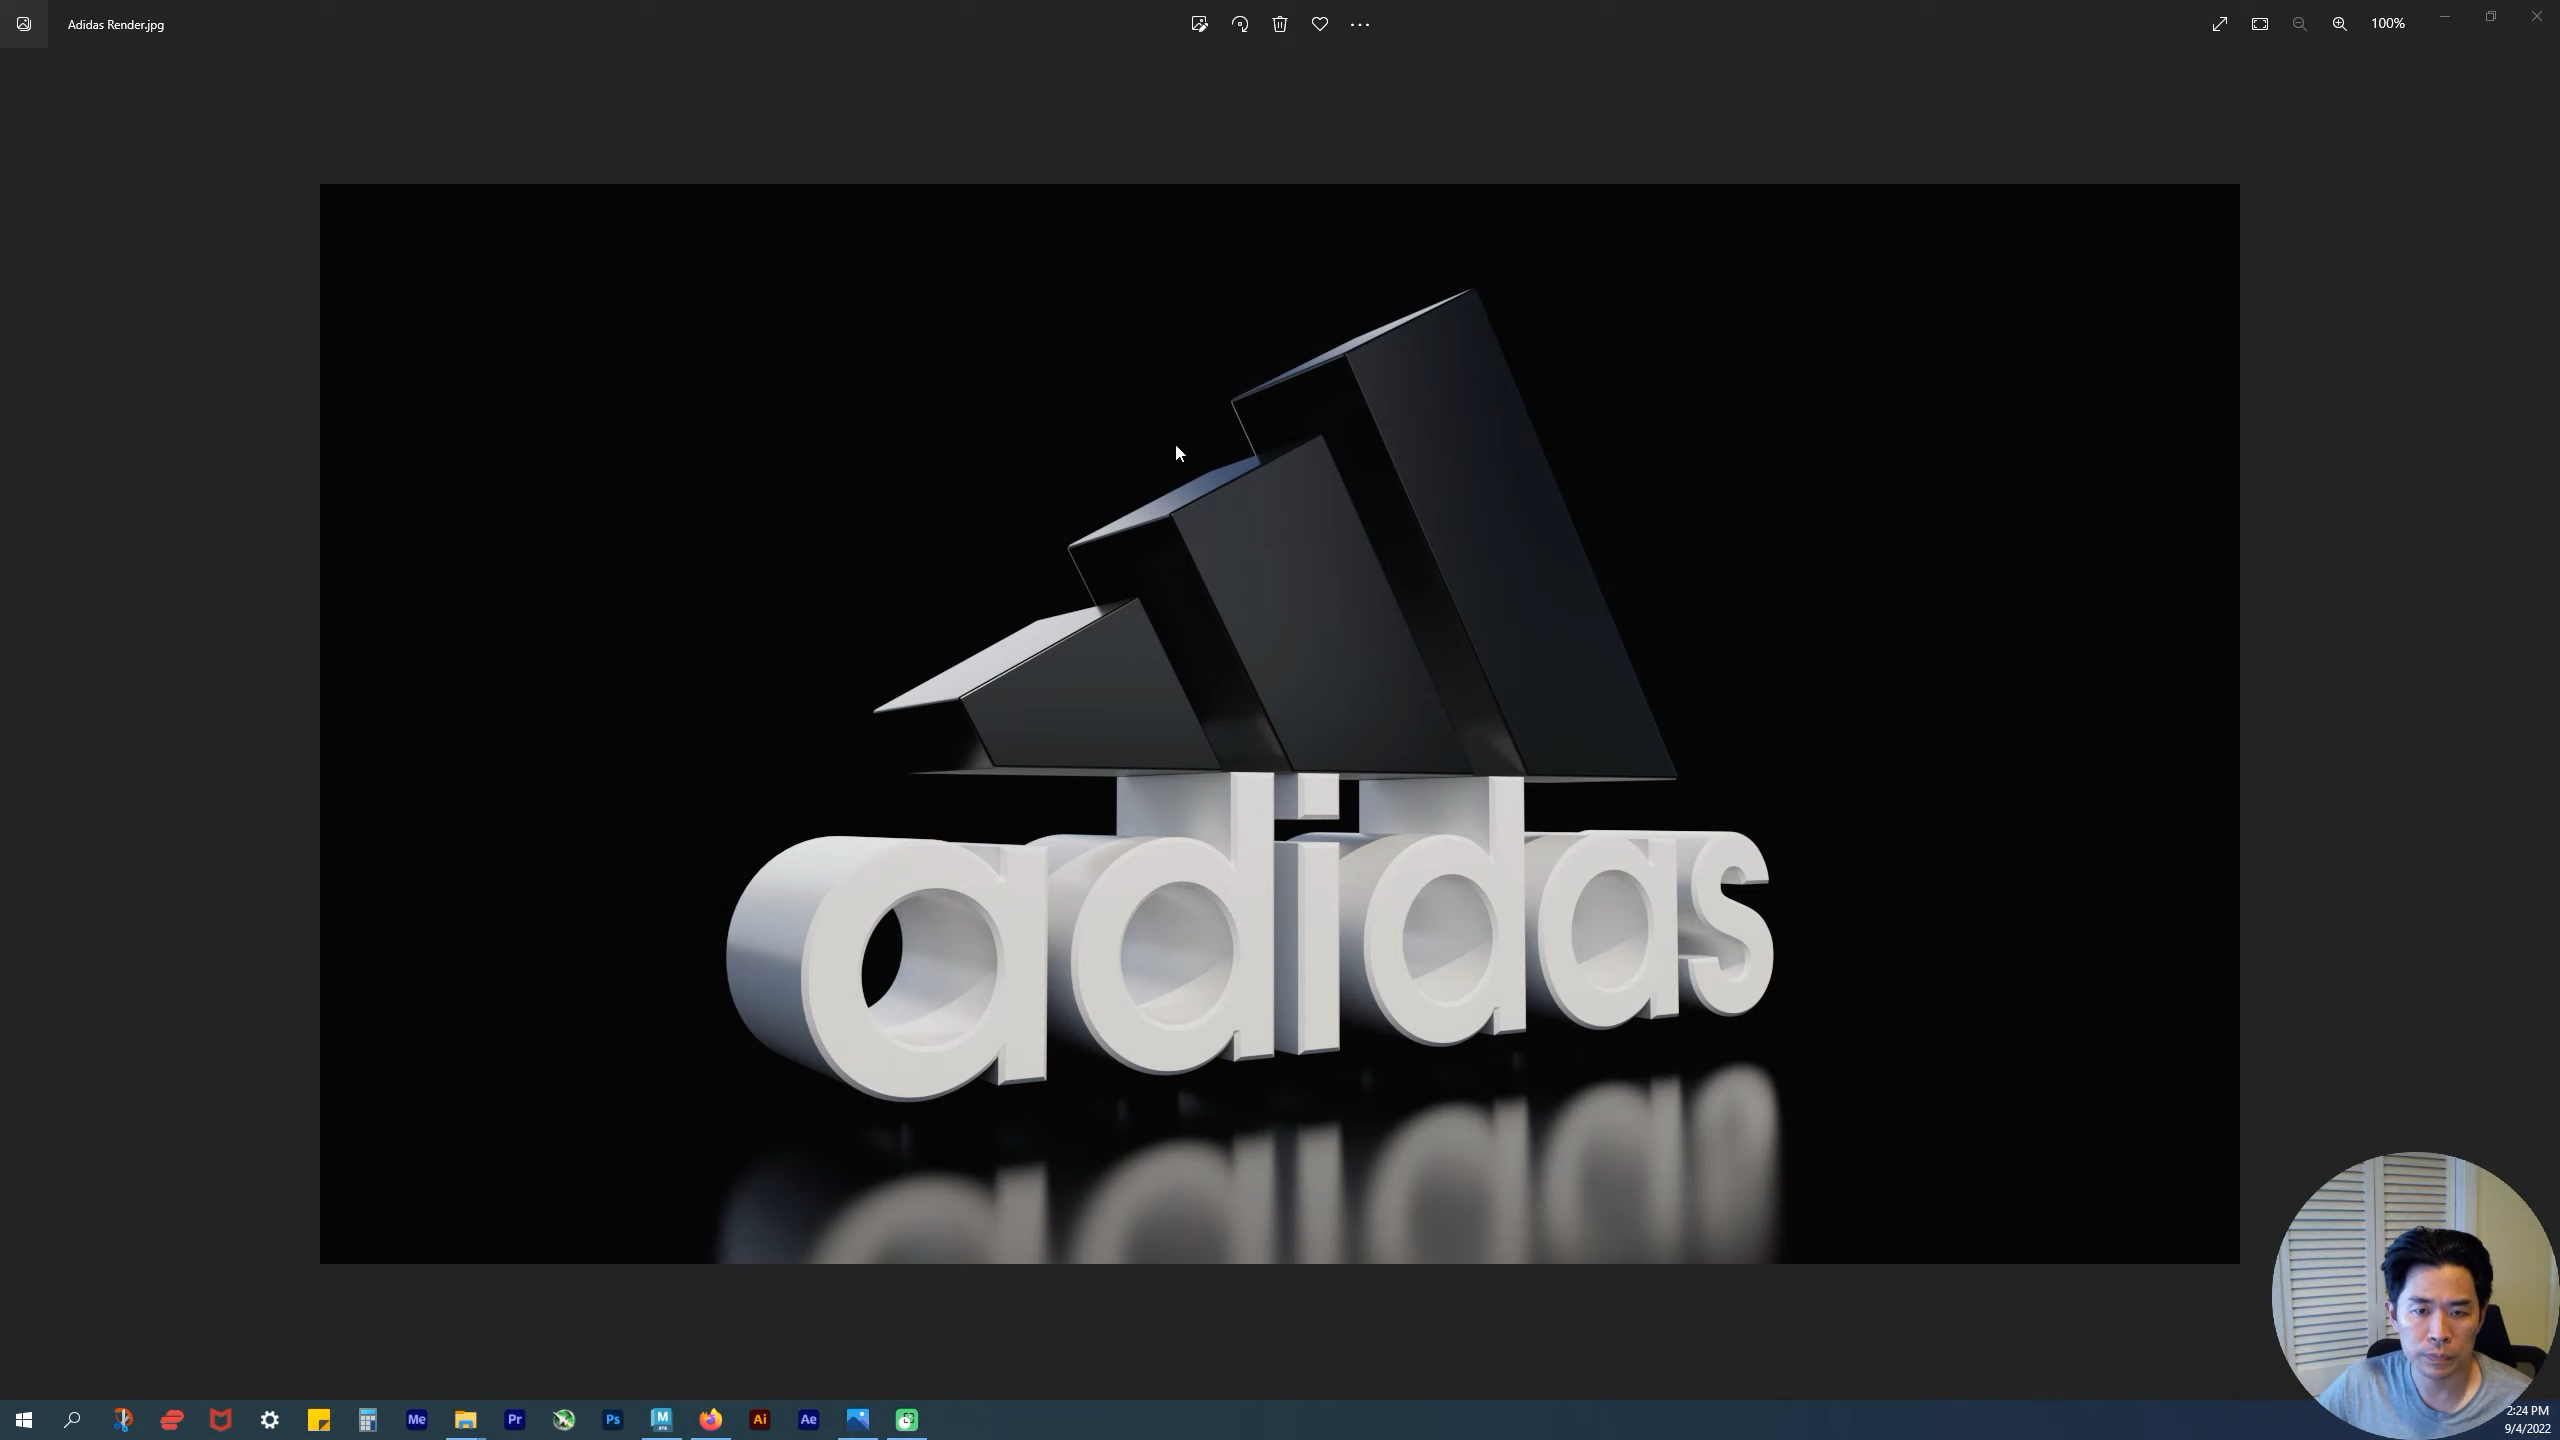 Adidas Render.jpg
100%
adidas
Me
Pr
Ps
M
Ai
Ae
2:24 PM
9/4/2022